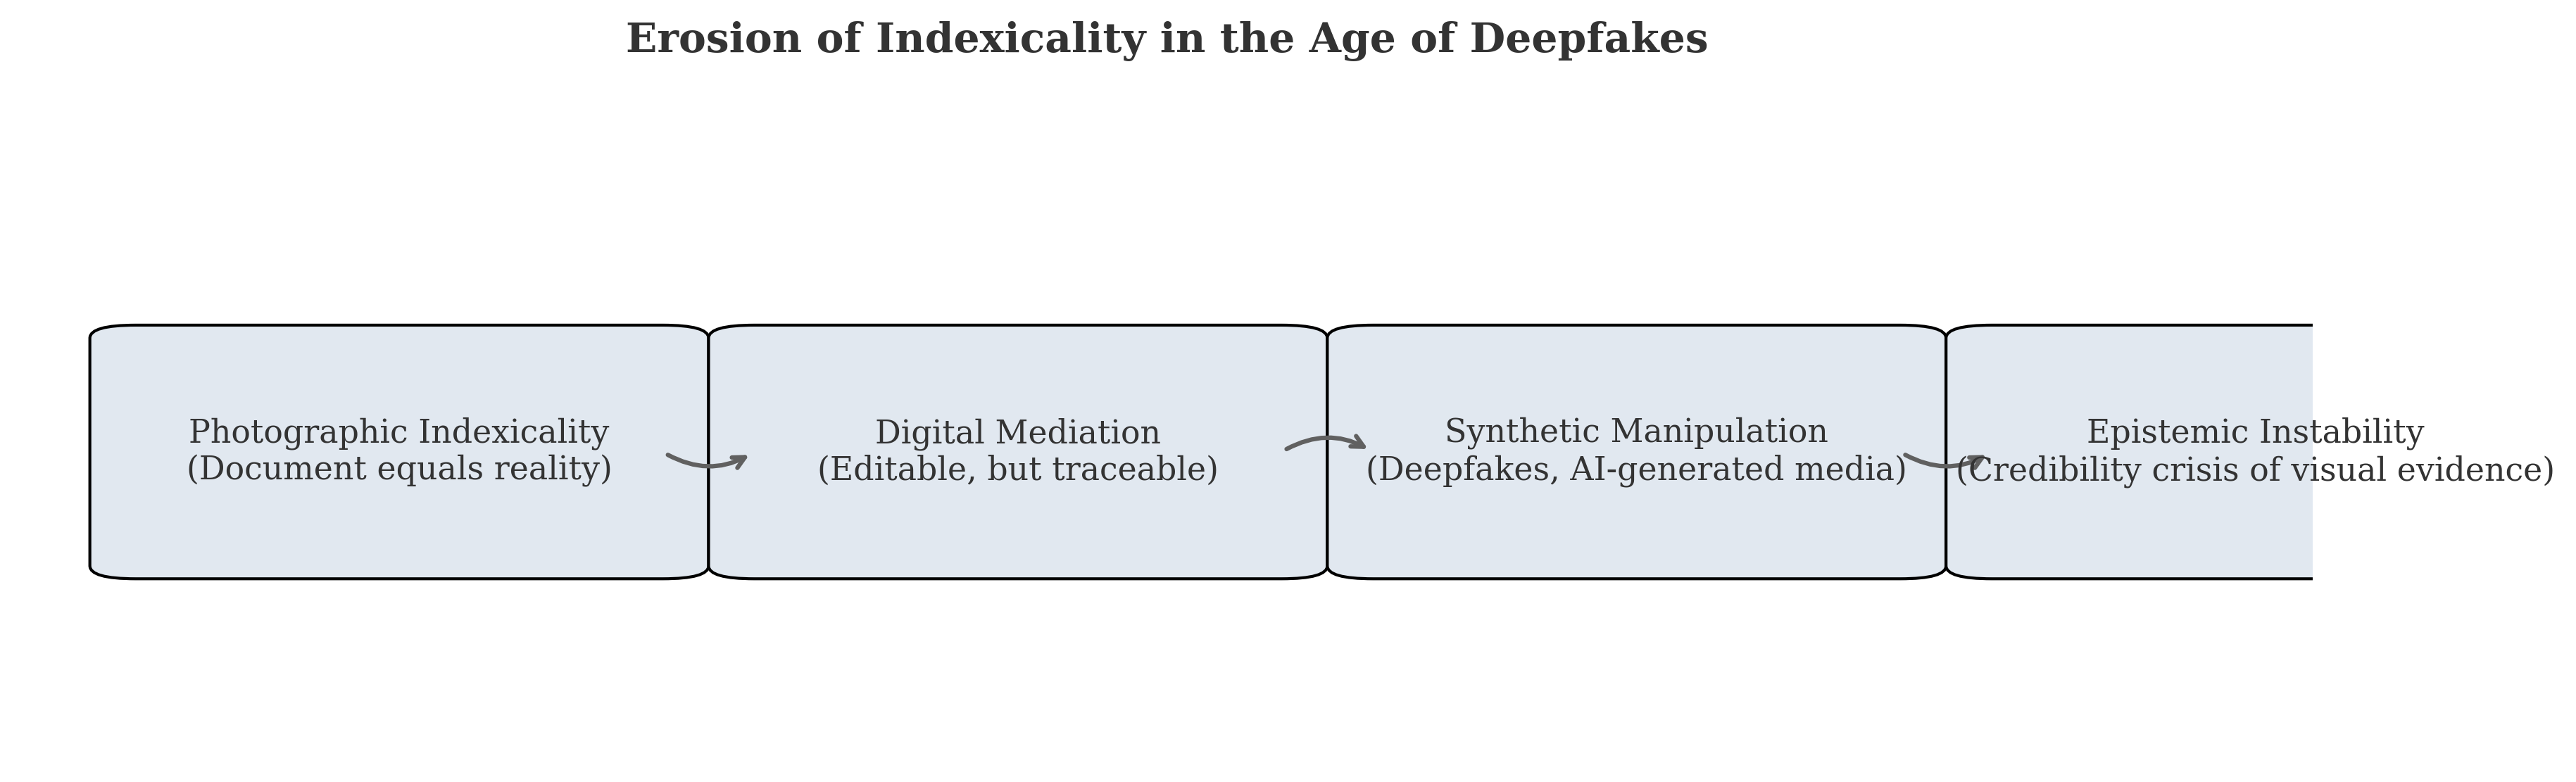 Erosion of Indexicality in the Age of Deepfakes
Photographic Indexicality
(Document equals reality)
Digital Mediation
(Editable, but traceable)
Synthetic Manipulation
(Deepfakes, AI-generated media)
Epistemic Instability
(Credibility crisis of visual evidence)